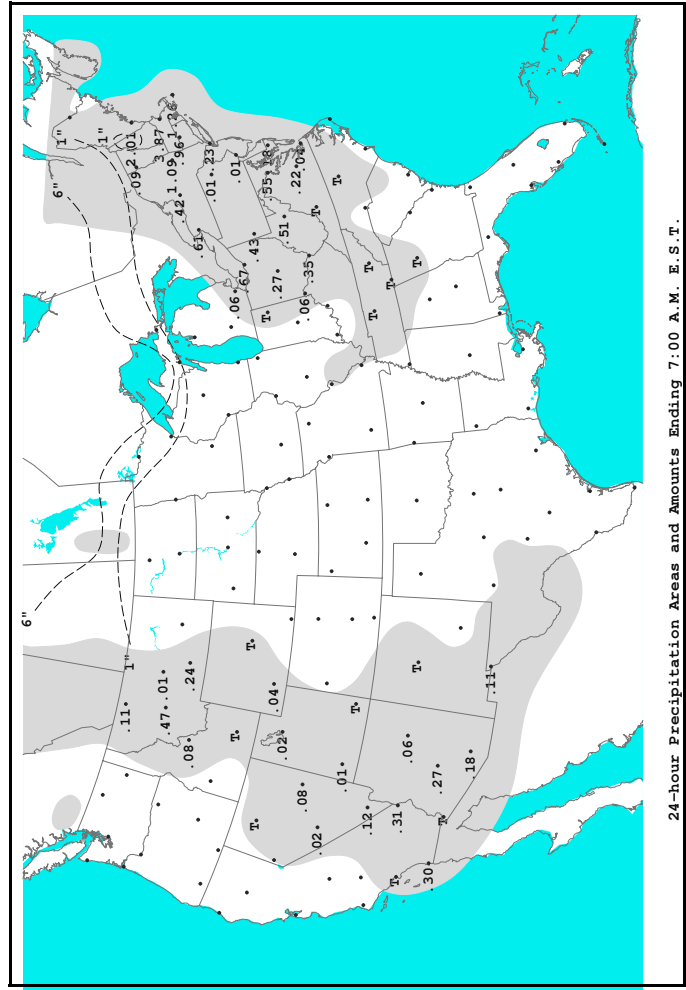 6"
6"
1"
1"
.11
1"
.09
2.01
3.87
.47
.01
1.09
1.26
.42
.96
.08
.24
.61
.01
.22
T
.06
.01
.67
T
.43
T
T
.55
.18
.04
.27
.02
.51
.22
.04
.08
.06
.35
T
.02
T
.01
T
.12
T
T
T
T
.31
.06
T
T
.30
.27
T
.18
.11
24-hour Precipitation Areas and Amounts Ending 7:00 A.M. E.S.T.